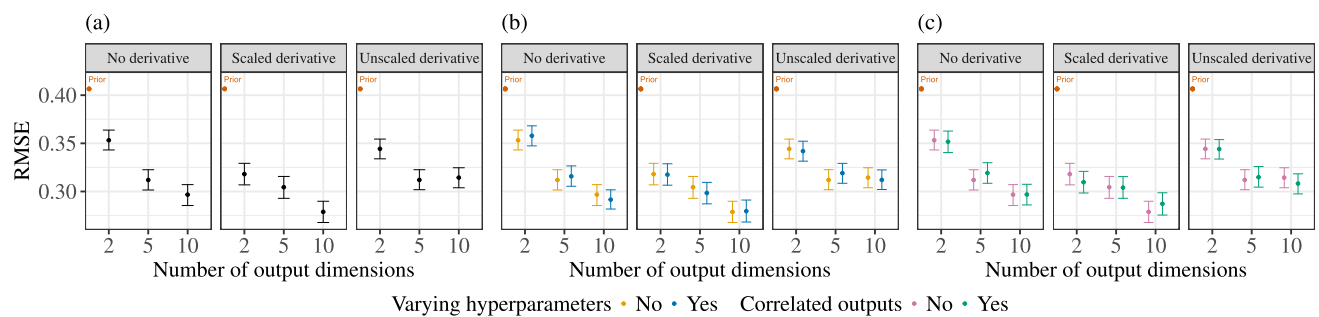 (a) (b) (c)
No derivative Scaled derivative Unscaled derivative No derivative Scaled derivative Unscaled derivative No derivative Scaled derivative Unscaled derivative
Prior Prior Prior Prior Prior Prior Prior Prior Prior
0.40
0.35
0.30
RMSE
2 5 10 2 5 10 2 5 10 2 5 10 2 5 10 2 5 10 2 5 10 2 5 10 2 5 10
Number of output dimensions Number of output dimensions Number of output dimensions
Varying hyperparameters No Yes Correlated outputs No Yes